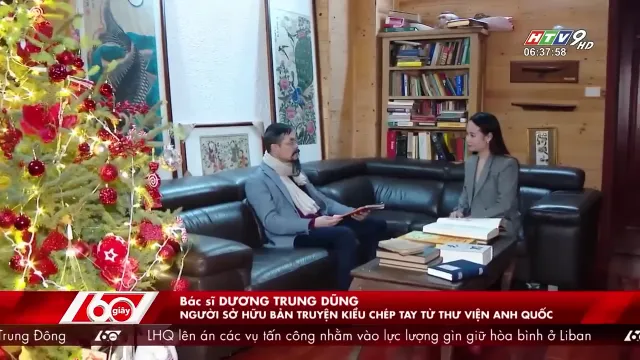 HTV9 HD
06:37:58
Bác sĩ DƯƠNG TRUNG DŨNG
NGƯỜI SỞ HỮU BẢN TRUYỆN KIỀU CHÉP TAY TỪ THƯ VIỆN ANH QUỐC
60 giây
Trung Đông LHQ lên án các vụ tấn công nhằm vào lực lượng gìn giữ hòa bình ở Liban